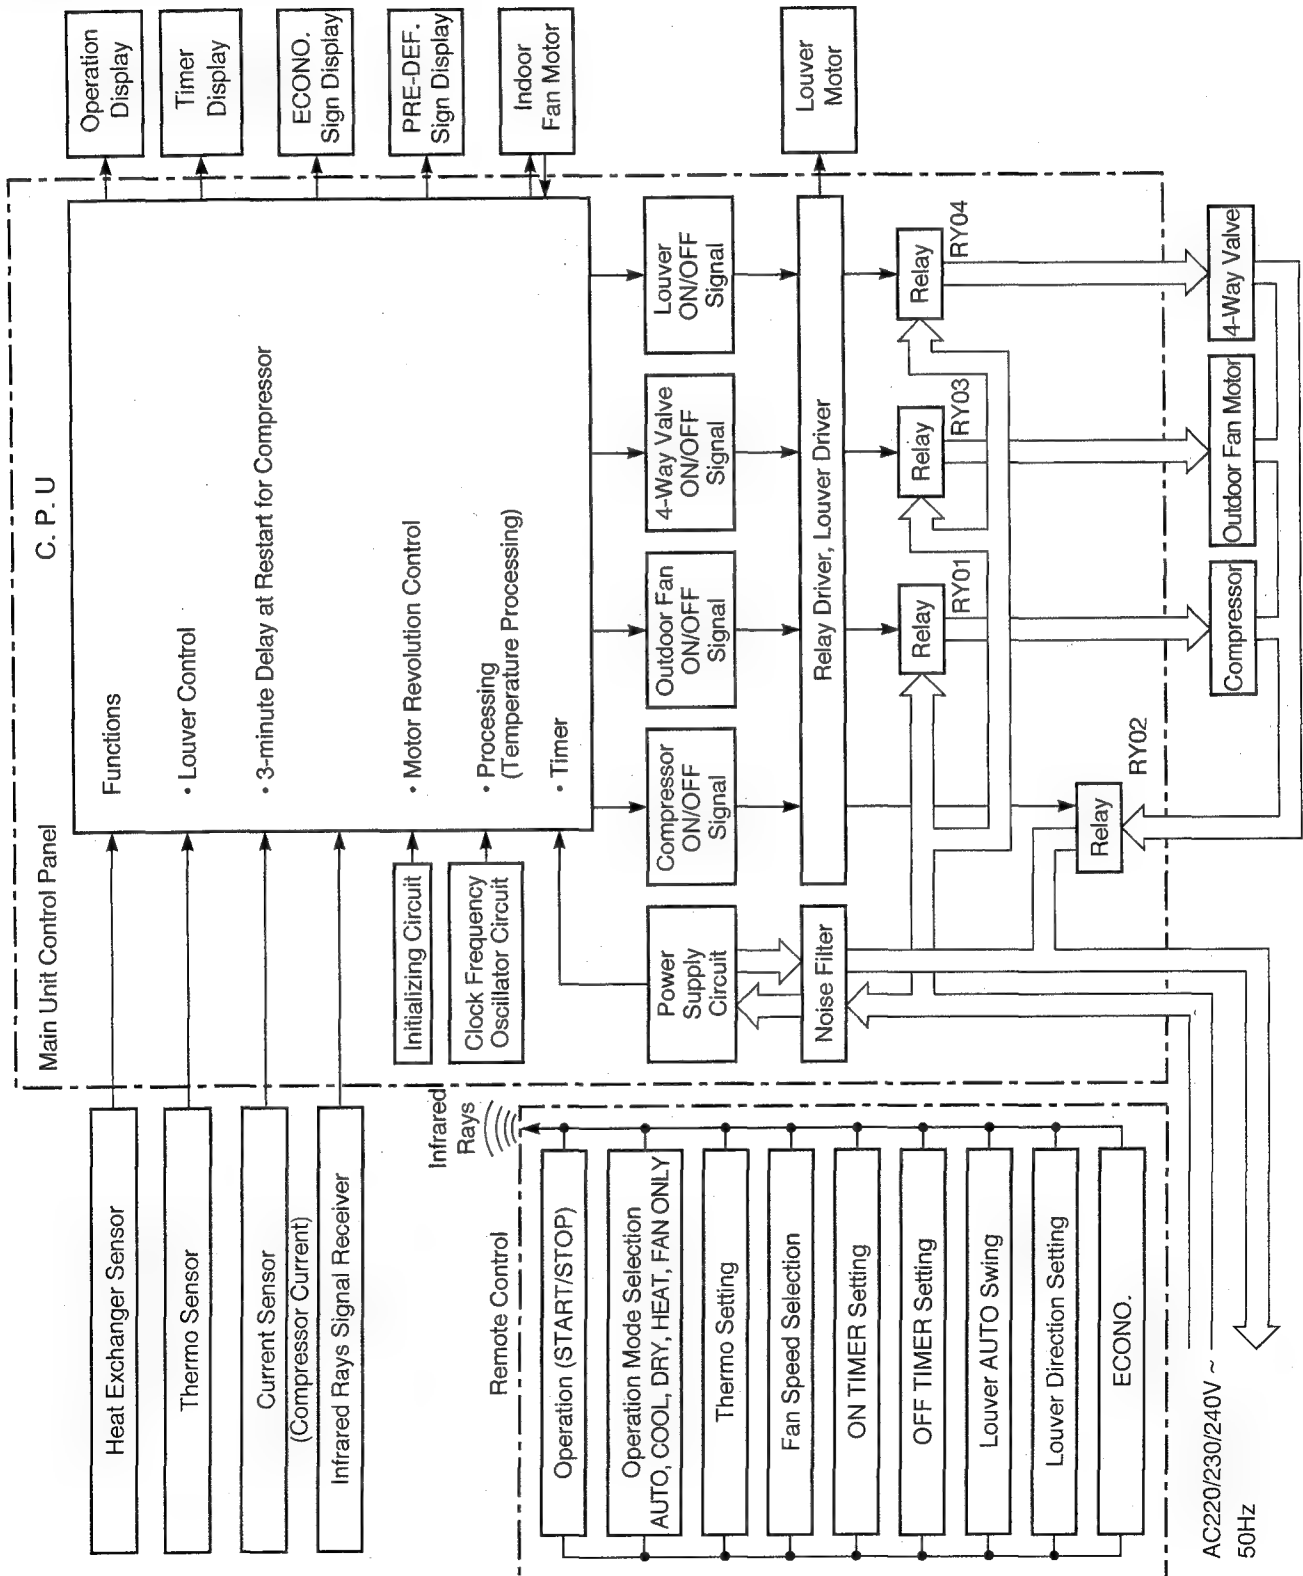 Heat Exchanger Sensor
Thermo Sensor
Current Sensor
(Compressor Current)
Infrared Rays Signal Receiver
Main Unit Control Panel
C. P. U
Functions
• Louver Control
• 3-minute Delay at Restart for Compressor
• Motor Revolution Control
• Processing
(Temperature Processing)
• Timer
Initializing Circuit
Clock Frequency
Oscillator Circuit
Operation
Display
Timer
Display
ECONO.
Sign Display
PRE-DEF.
Sign Display
Indoor
Fan Motor
Louver
Motor
Power
Supply
Circuit
Compressor
ON/OFF
Signal
Outdoor Fan
ON/OFF
Signal
4-Way Valve
ON/OFF
Signal
Louver
ON/OFF
Signal
Noise Filter
Relay Driver, Louver Driver
Relay
RY01
Relay
RY03
Relay
RY04
Relay
RY02
Compressor
Outdoor Fan Motor
4-Way Valve
Remote Control
Infrared
Rays
Operation (START/STOP)
Operation Mode Selection
AUTO, COOL, DRY, HEAT, FAN ONLY
Thermo Setting
Fan Speed Selection
ON TIMER Setting
OFF TIMER Setting
Louver AUTO Swing
Louver Direction Setting
ECONO.
AC220/230/240V ~
50Hz